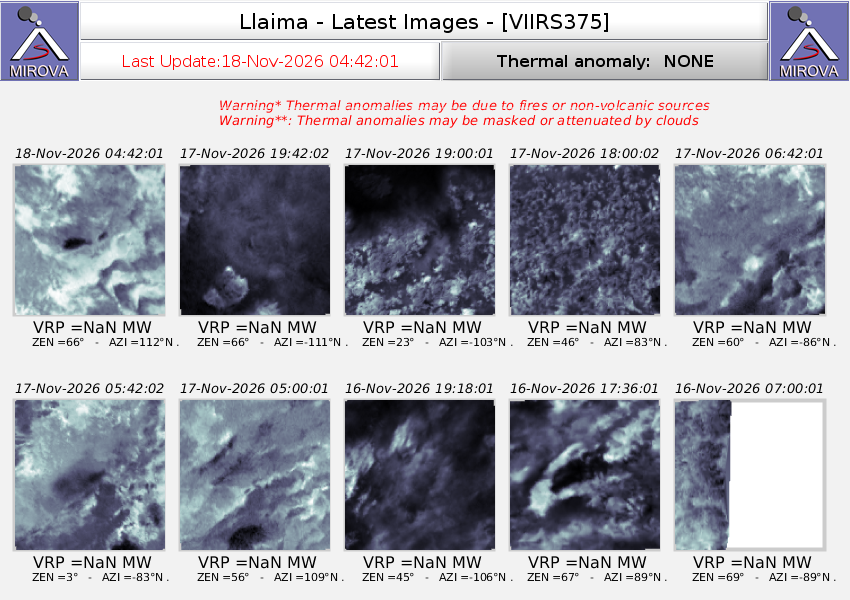 Llaima - Latest Images - [VIIRS375]
MIROVA
Last Update:18-Nov-2026 04:42:01
Thermal anomaly: NONE
MIROVA
Warning* Thermal anomalies may be due to fires or non-volcanic sources
Warning**: Thermal anomalies may be masked or attenuated by clouds
18-Nov-2026 04:42:01 17-Nov-2026 19:42:02 17-Nov-2026 19:00:01 17-Nov-2026 18:00:02 17-Nov-2026 06:42:01
VRP =NaN MW VRP =NaN MW VRP =NaN MW VRP =NaN MW VRP =NaN MW
ZEN =66° - AZI =112°N . ZEN =66° - AZI =-111°N . ZEN =23° - AZI =-103°N . ZEN =46° - AZI =83°N . ZEN =60° - AZI =-86°N .
17-Nov-2026 05:42:02 17-Nov-2026 05:00:01 16-Nov-2026 19:18:01 16-Nov-2026 17:36:01 16-Nov-2026 07:00:01
VRP =NaN MW VRP =NaN MW VRP =NaN MW VRP =NaN MW VRP =NaN MW
ZEN =3° - AZI =-83°N . ZEN =56° - AZI =109°N . ZEN =45° - AZI =-106°N . ZEN =67° - AZI =89°N . ZEN =69° - AZI =-89°N .